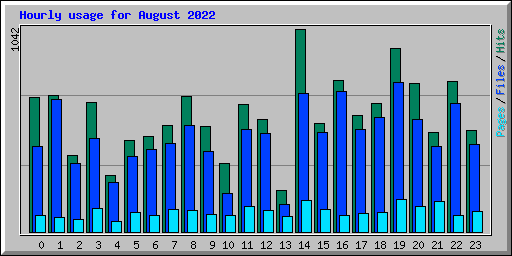 Hourly usage for August 2022
1042
Pages/Files/Hits
0 1 2 3 4 5 6 7 8 9 10 11 12 13 14 15 16 17 18 19 20 21 22 23